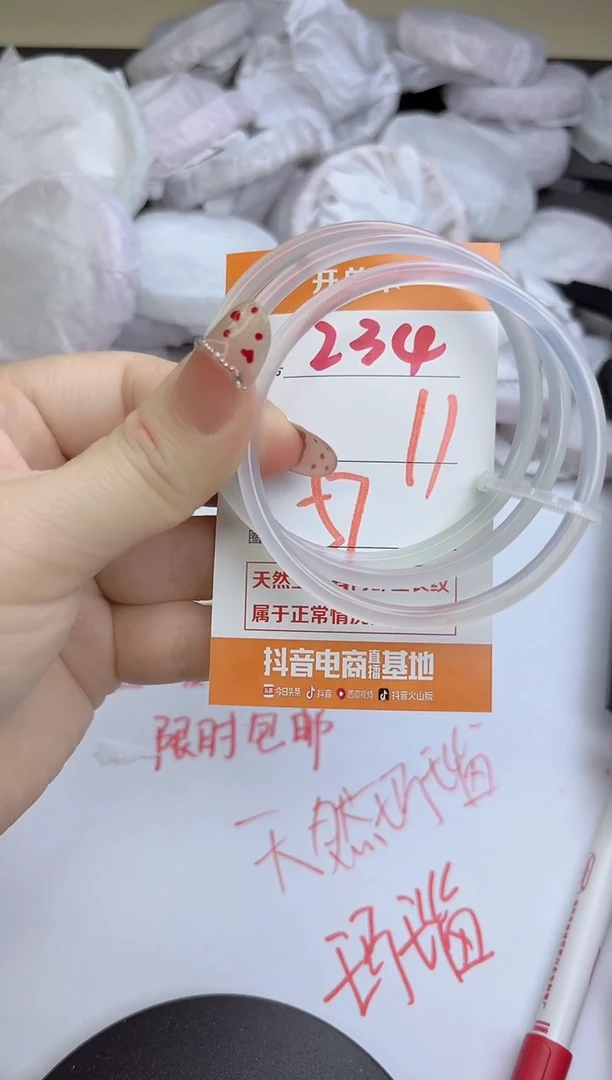 234
11
天然
属于正常情况
抖音电商直播基地
今日头条 抖音 西瓜视频 抖音火山版
限时包邮
天然玛瑙
玛瑙